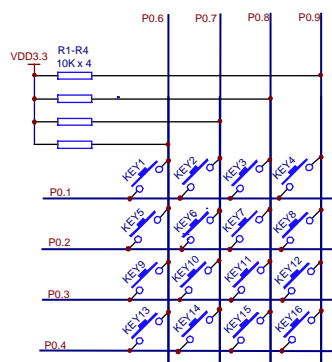 P0.6 P0.7 P0.8 P0.9
R1-R4
VDD3.3 10K x 4
KEY1 KEY2 KEY3 KEY4
P0.1
KEY5 KEY6 KEY7 KEY8
P0.2
KEY9 KEY10 KEY11 KEY12
P0.3
KEY13 KEY14 KEY15 KEY16
P0.4